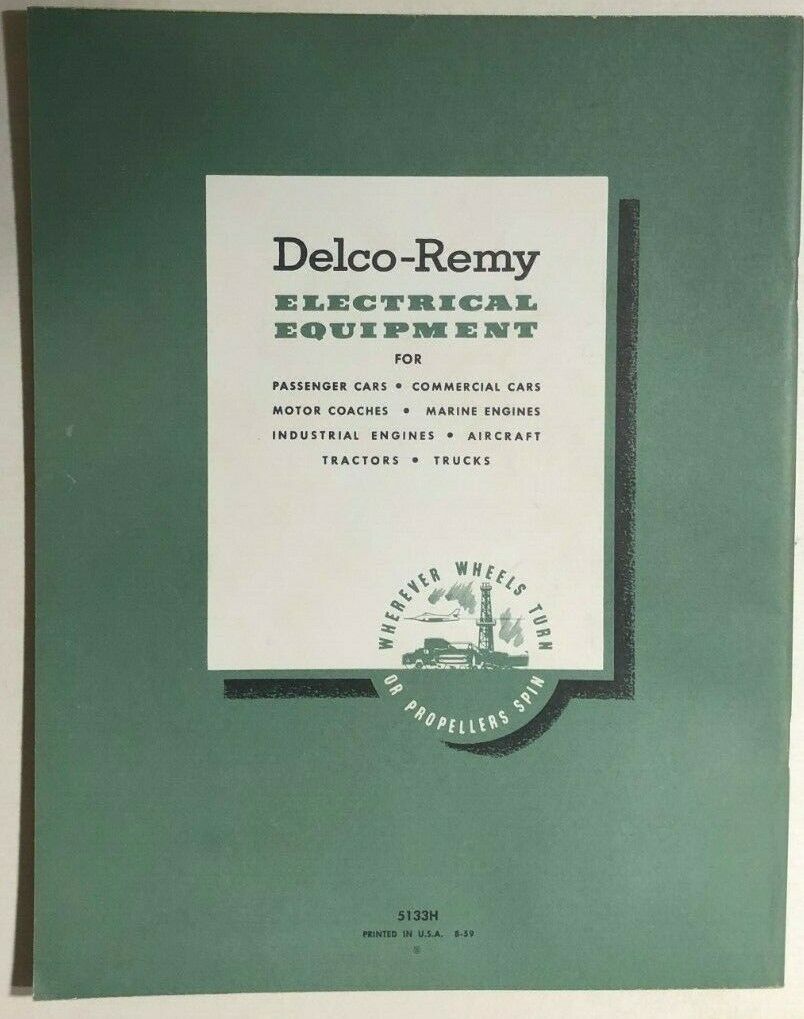 Delco-Remy
ELECTRICAL
EQUIPMENT
FOR
PASSENGER CARS • COMMERCIAL CARS
MOTOR COACHES • MARINE ENGINES
INDUSTRIAL ENGINES • AIRCRAFT
TRACTORS • TRUCKS
WHEREVER WHEELS TURN
OR PROPELLERS SPIN
5133H
PRINTED IN U.S.A. 8-59